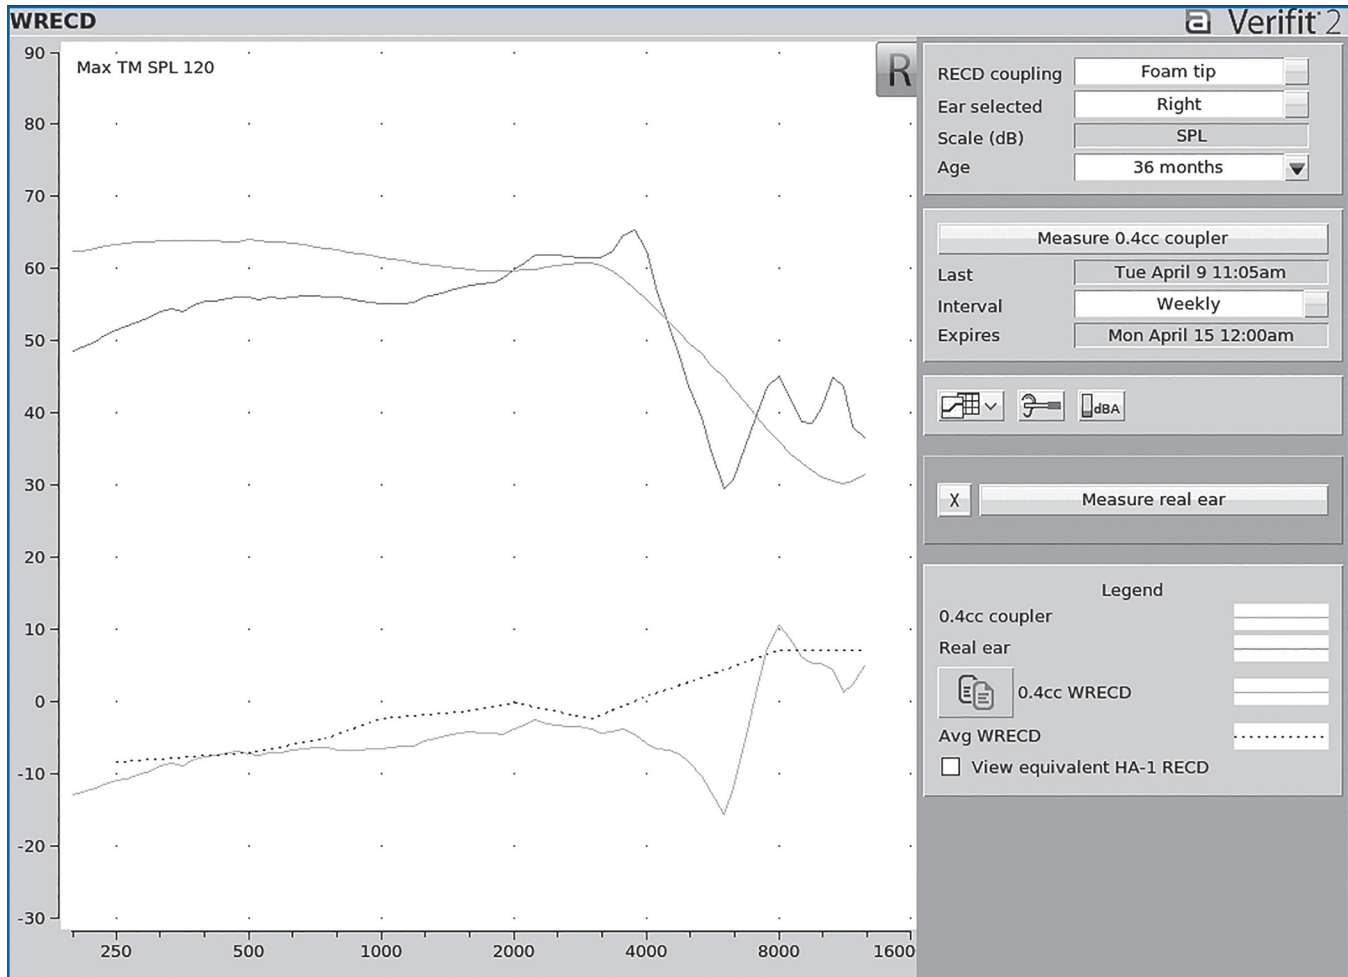 WRECD
a Verifit 2
Max TM SPL 120
R
90
80
70
60
50
40
30
20
10
0
-10
-20
-30
250 500 1000 2000 4000 8000 1600
RECD coupling Foam tip
Ear selected Right
Scale (dB) SPL
Age 36 months
Measure 0.4cc coupler
Last Tue April 9 11:05am
Interval Weekly
Expires Mon April 15 12:00am
dBA
X Measure real ear
Legend
0.4cc coupler
Real ear
0.4cc WRECD
Avg WRECD
View equivalent HA-1 RECD